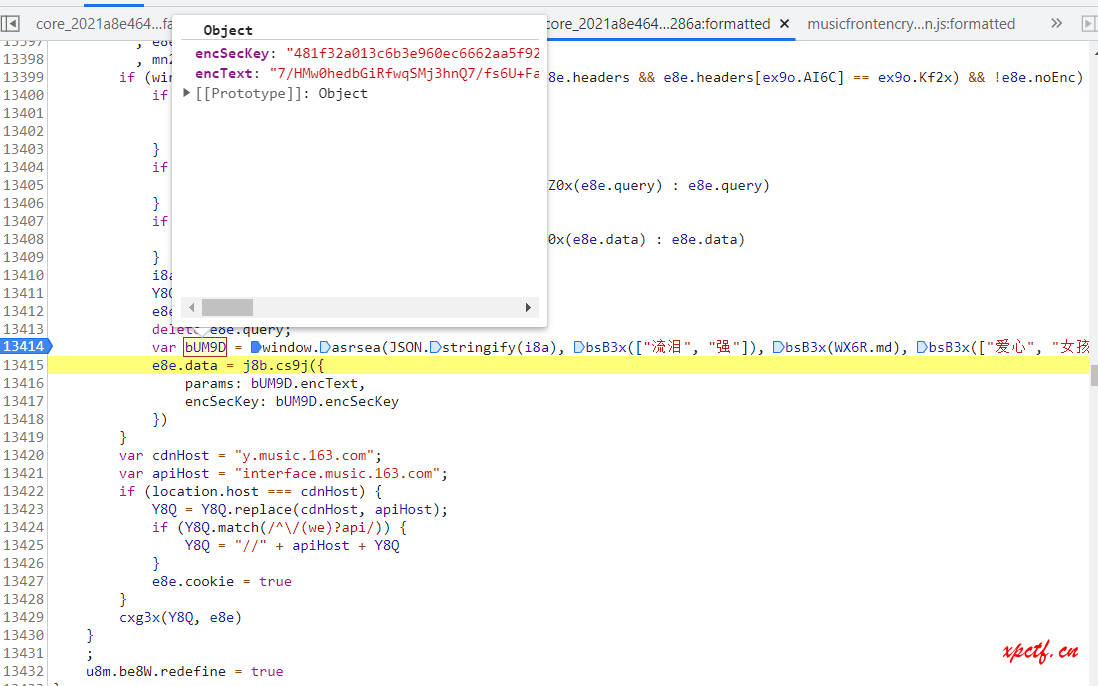 core_2021a8e464...fa
core_2021a8e464...286a:formatted ×
musicfrontencry...n.js:formatted
Object
encSecKey: "481f32a013c6b3e960ec6662aa5f92
encText: "7/HMw0hedbGiRfwqSMj3hnQ7/fs6U+Fa
[[Prototype]]: Object
13397 , e8e
13398 , mn2
13399 if (win 8e.headers && e8e.headers[ex9o.AI6C] == ex9o.Kf2x) && !e8e.noEnc)
13400 if
13401
13402
13403 }
13404 if
13405 Z0x(e8e.query) : e8e.query)
13406 }
13407 if
13408 0x(e8e.data) : e8e.data)
13409 }
13410 i8a
13411 Y8Q
13412 e8e
13413 delete e8e.query;
13414 var bUM9D = window.asrsea(JSON.stringify(i8a), bsB3x(["流泪", "强"]), bsB3x(WX6R.md), bsB3x(["爱心", "女孩
13415 e8e.data = j8b.cs9j({
13416 params: bUM9D.encText,
13417 encSecKey: bUM9D.encSecKey
13418 })
13419 }
13420 var cdnHost = "y.music.163.com";
13421 var apiHost = "interface.music.163.com";
13422 if (location.host === cdnHost) {
13423 Y8Q = Y8Q.replace(cdnHost, apiHost);
13424 if (Y8Q.match(/^\/(we)?api/)) {
13425 Y8Q = "//" + apiHost + Y8Q
13426 }
13427 e8e.cookie = true
13428 }
13429 cxg3x(Y8Q, e8e)
13430 }
13431 ;
13432 u8m.be8W.redefine = true
xpctf.cn